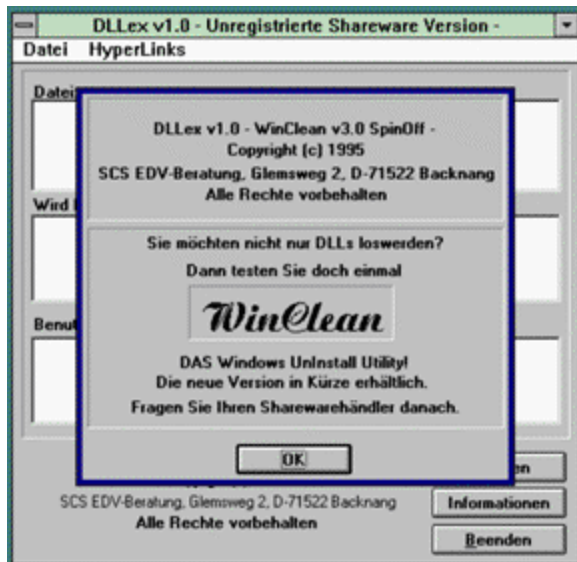 DLLex v1.0 - Unregistrierte Shareware Version -
Datei HyperLinks
DLLex v1.0 - WinClean v3.0 SpinOff -
Copyright (c) 1995
SCS EDV-Beratung, Glemsweg 2, D-71522 Backnang
Alle Rechte vorbehalten
Wird
Sie möchten nicht nur DLLs loswerden?
Dann testen Sie doch einmal
WinClean
DAS Windows UnInstall Utility!
Die neue Version in Kürze erhältlich.
Fragen Sie Ihren Sharewarehändler danach.
OK
SCS EDV-Beratung, Glemsweg 2, D-71522 Backnang
Alle Rechte vorbehalten
Informationen
Beenden